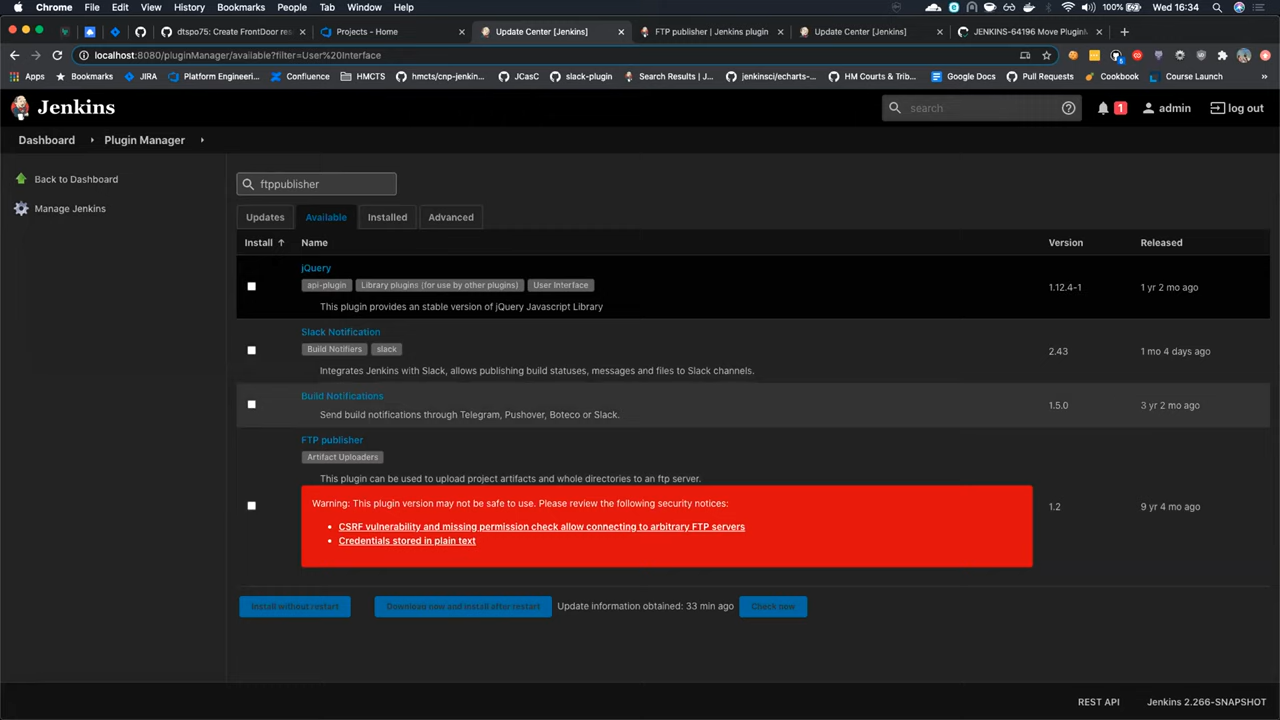 Chrome File Edit View History Bookmarks People Tab Window Help 100% Wed 16:34
dtspo75: Create FrontDoor re Projects - Home Update Center [Jenkins] FTP publisher | Jenkins plugin Update Center [Jenkins] JENKINS-64196 Move PluginM
localhost:8080/pluginManager/available?filter=User%20Interface
Apps Bookmarks JIRA Platform Engineeri... Confluence HMCTS hmcts/cnp-jenkin... JCasC slack-plugin Search Results | J... jenkinsci/echarts-... HM Courts & Trib... Google Docs Pull Requests Cookbook Course Launch »
Jenkins search 1 admin log out
Dashboard Plugin Manager
Back to Dashboard
Manage Jenkins
ftppublisher
Updates Available Installed Advanced
Install ↑ Name Version Released
jQuery
api-plugin Library plugins (for use by other plugins) User Interface
This plugin provides an stable version of jQuery Javascript Library
1.12.4-1 1 yr 2 mo ago
Slack Notification
Build Notifiers slack
Integrates Jenkins with Slack, allows publishing build statuses, messages and files to Slack channels.
2.43 1 mo 4 days ago
Build Notifications
Send build notifications through Telegram, Pushover, Boteco or Slack.
1.5.0 3 yr 2 mo ago
FTP publisher
Artifact Uploaders
This plugin can be used to upload project artifacts and whole directories to an ftp server.
Warning: This plugin version may not be safe to use. Please review the following security notices:
• CSRF vulnerability and missing permission check allow connecting to arbitrary FTP servers
• Credentials stored in plain text
1.2 9 yr 4 mo ago
Install without restart Download now and install after restart Update information obtained: 33 min ago Check now
REST API Jenkins 2.266-SNAPSHOT